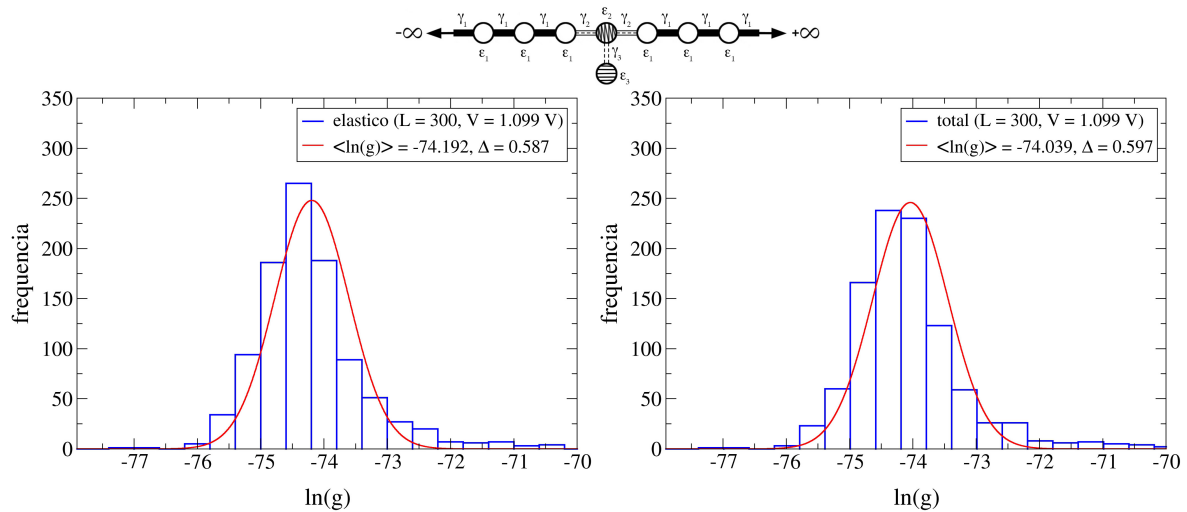 γ₁ γ₁ γ₁ γ₂ ε₂ γ₂ γ₁ γ₁ γ₁
-∞ +∞
ε₁ ε₁ ε₁ γ₃ ε₁ ε₁ ε₁
ε₃
350
300
250
200
150
100
50
0
frequencia
elastico (L = 300, V = 1.099 V)
<ln(g)> = -74.192, Δ = 0.587
-77 -76 -75 -74 -73 -72 -71 -70
ln(g)
350
300
250
200
150
100
50
0
frequencia
total (L = 300, V = 1.099 V)
<ln(g)> = -74.039, Δ = 0.597
-77 -76 -75 -74 -73 -72 -71 -70
ln(g)